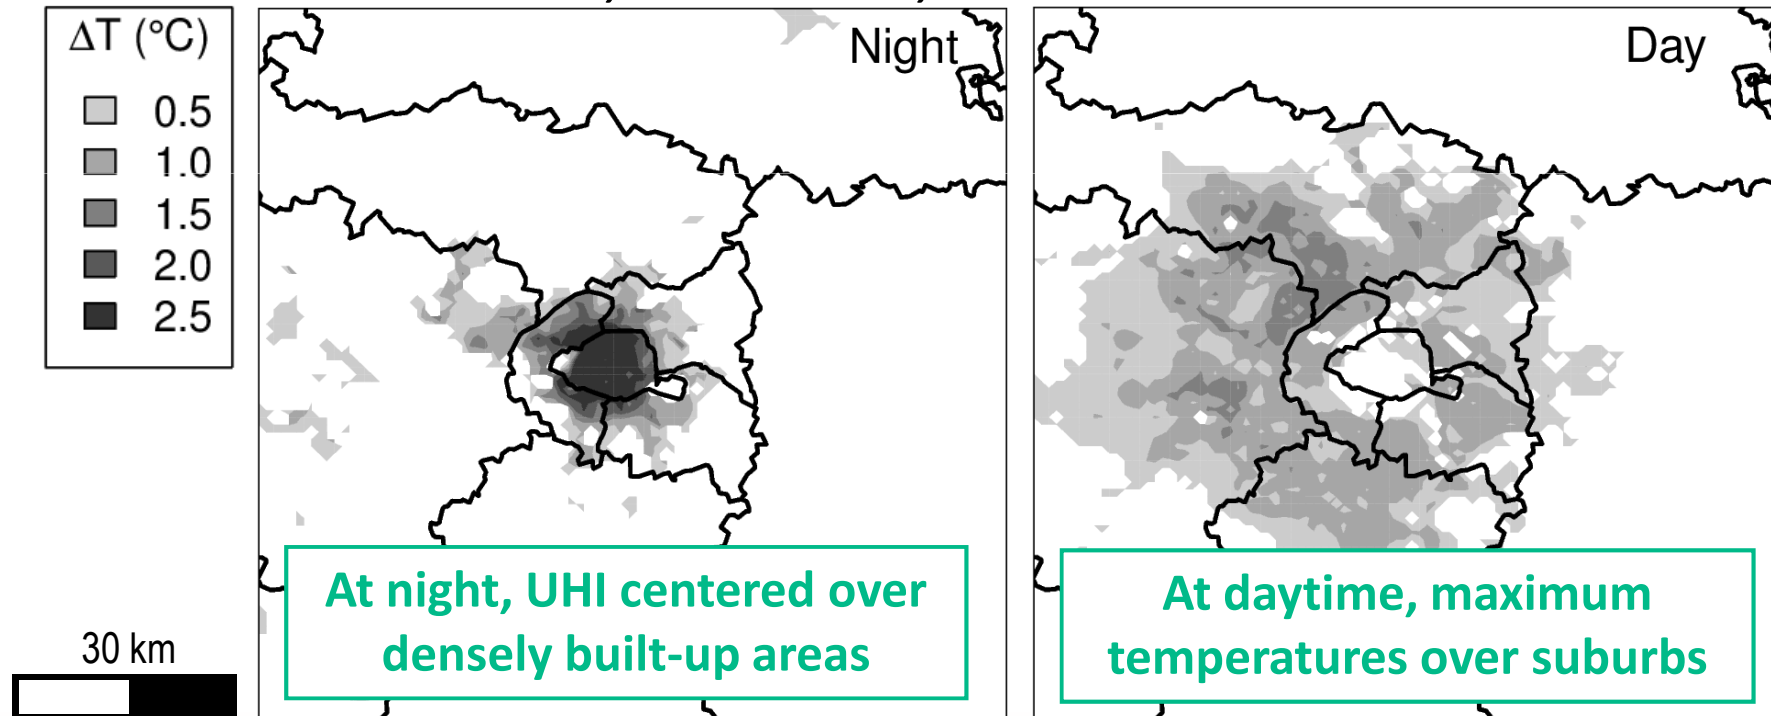 ΔT (°C)
0.5
1.0
1.5
2.0
2.5
30 km
Night
At night, UHI centered over
densely built-up areas
Day
At daytime, maximum
temperatures over suburbs